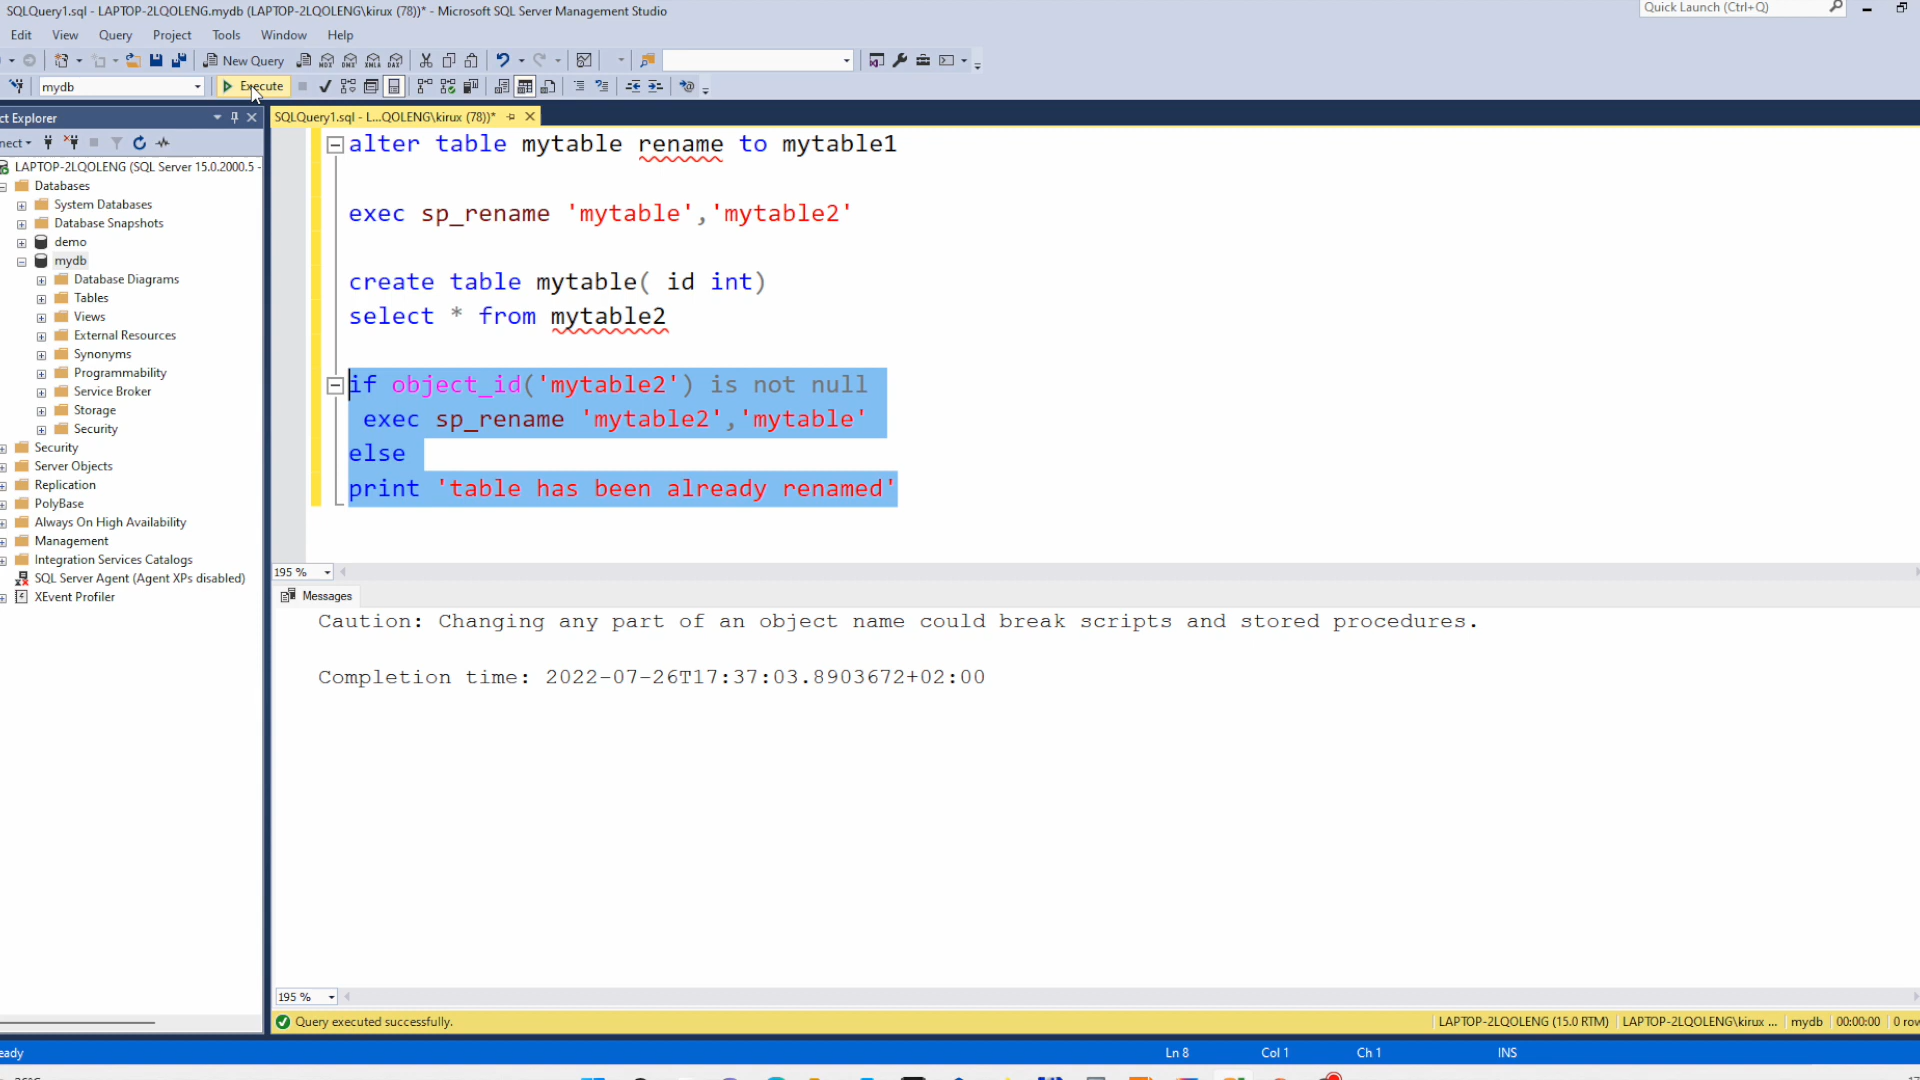 SQLQuery1.sql - LAPTOP-2LQOLENG.mydb (LAPTOP-2LQOLENG\kirux (78))* - Microsoft SQL Server Management Studio
Quick Launch (Ctrl+Q)
Edit View Query Project Tools Window Help
New Query
mydb Execute
ct Explorer
SQLQuery1.sql - L...QOLENG\kirux (78))*
nect
LAPTOP-2LQOLENG (SQL Server 15.0.2000.5 -
Databases
System Databases
Database Snapshots
demo
mydb
Database Diagrams
Tables
Views
External Resources
Synonyms
Programmability
Service Broker
Storage
Security
Security
Server Objects
Replication
PolyBase
Always On High Availability
Management
Integration Services Catalogs
SQL Server Agent (Agent XPs disabled)
XEvent Profiler
alter table mytable rename to mytable1
exec sp_rename 'mytable','mytable2'
create table mytable( id int)
select * from mytable2
if object_id('mytable2') is not null
exec sp_rename 'mytable2','mytable'
else
print 'table has been already renamed'
195 %
Messages
Caution: Changing any part of an object name could break scripts and stored procedures.
Completion time: 2022-07-26T17:37:03.8903672+02:00
195 %
Query executed successfully.
LAPTOP-2LQOLENG (15.0 RTM) LAPTOP-2LQOLENG\kirux ... mydb 00:00:00 0 row
eady
Ln 8 Col 1 Ch 1 INS